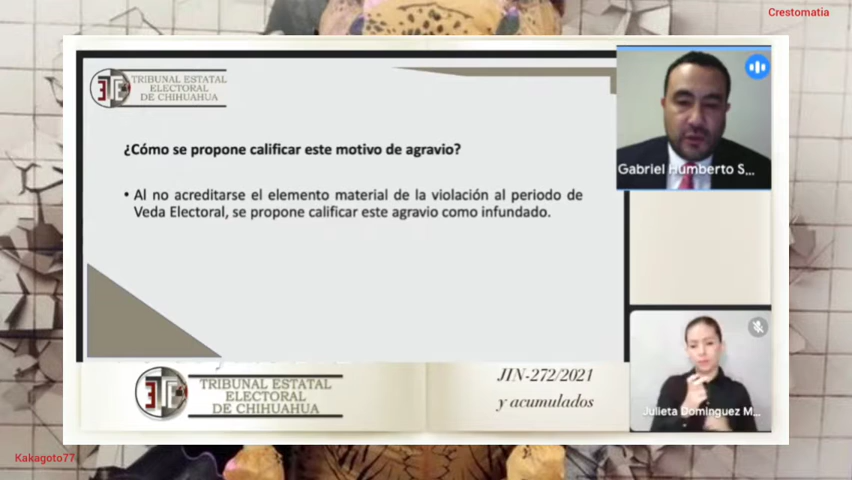 Crestomatia
TRIBUNAL ESTATAL
ELECTORAL
DE CHIHUAHUA
¿Cómo se propone calificar este motivo de agravio?
• Al no acreditarse el elemento material de la violación al periodo de
Veda Electoral, se propone calificar este agravio como infundado.
Gabriel Humberto S...
TRIBUNAL ESTATAL
ELECTORAL
DE CHIHUAHUA
JIN-272/2021
y acumulados
Julieta Dominguez M...
Kakagoto77